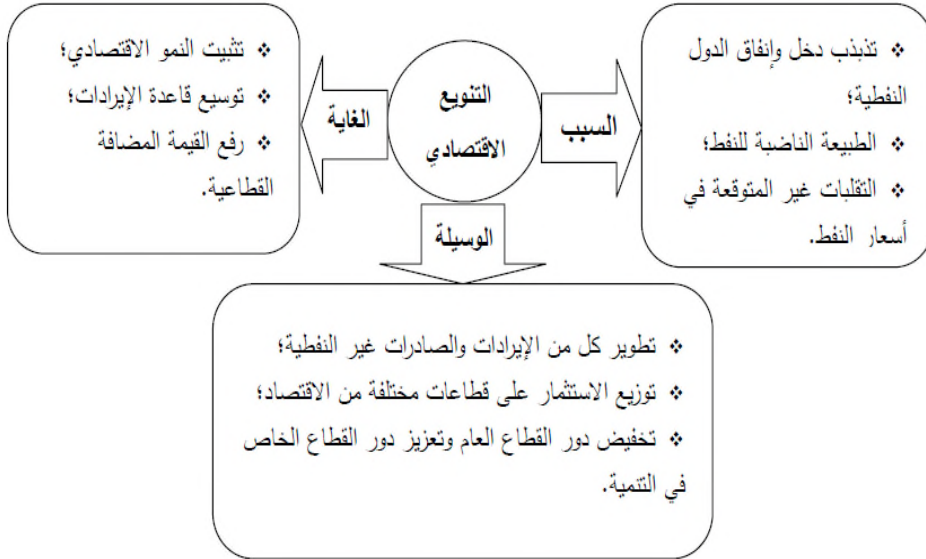 التنويع
الاقتصادي
السبب
❖ تذبذب دخل وإنفاق الدول
النفطية؛
❖ الطبيعة الناضبة للنفط؛
❖ التقلبات غير المتوقعة في
أسعار النفط.
الغاية
❖ تثبيت النمو الاقتصادي؛
❖ توسيع قاعدة الإيرادات؛
❖ رفع القيمة المضافة
القطاعية.
الوسيلة
❖ تطوير كل من الإيرادات والصادرات غير النفطية؛
❖ توزيع الاستثمار على قطاعات مختلفة من الاقتصاد؛
❖ تخفيض دور القطاع العام وتعزيز دور القطاع الخاص
في التنمية.